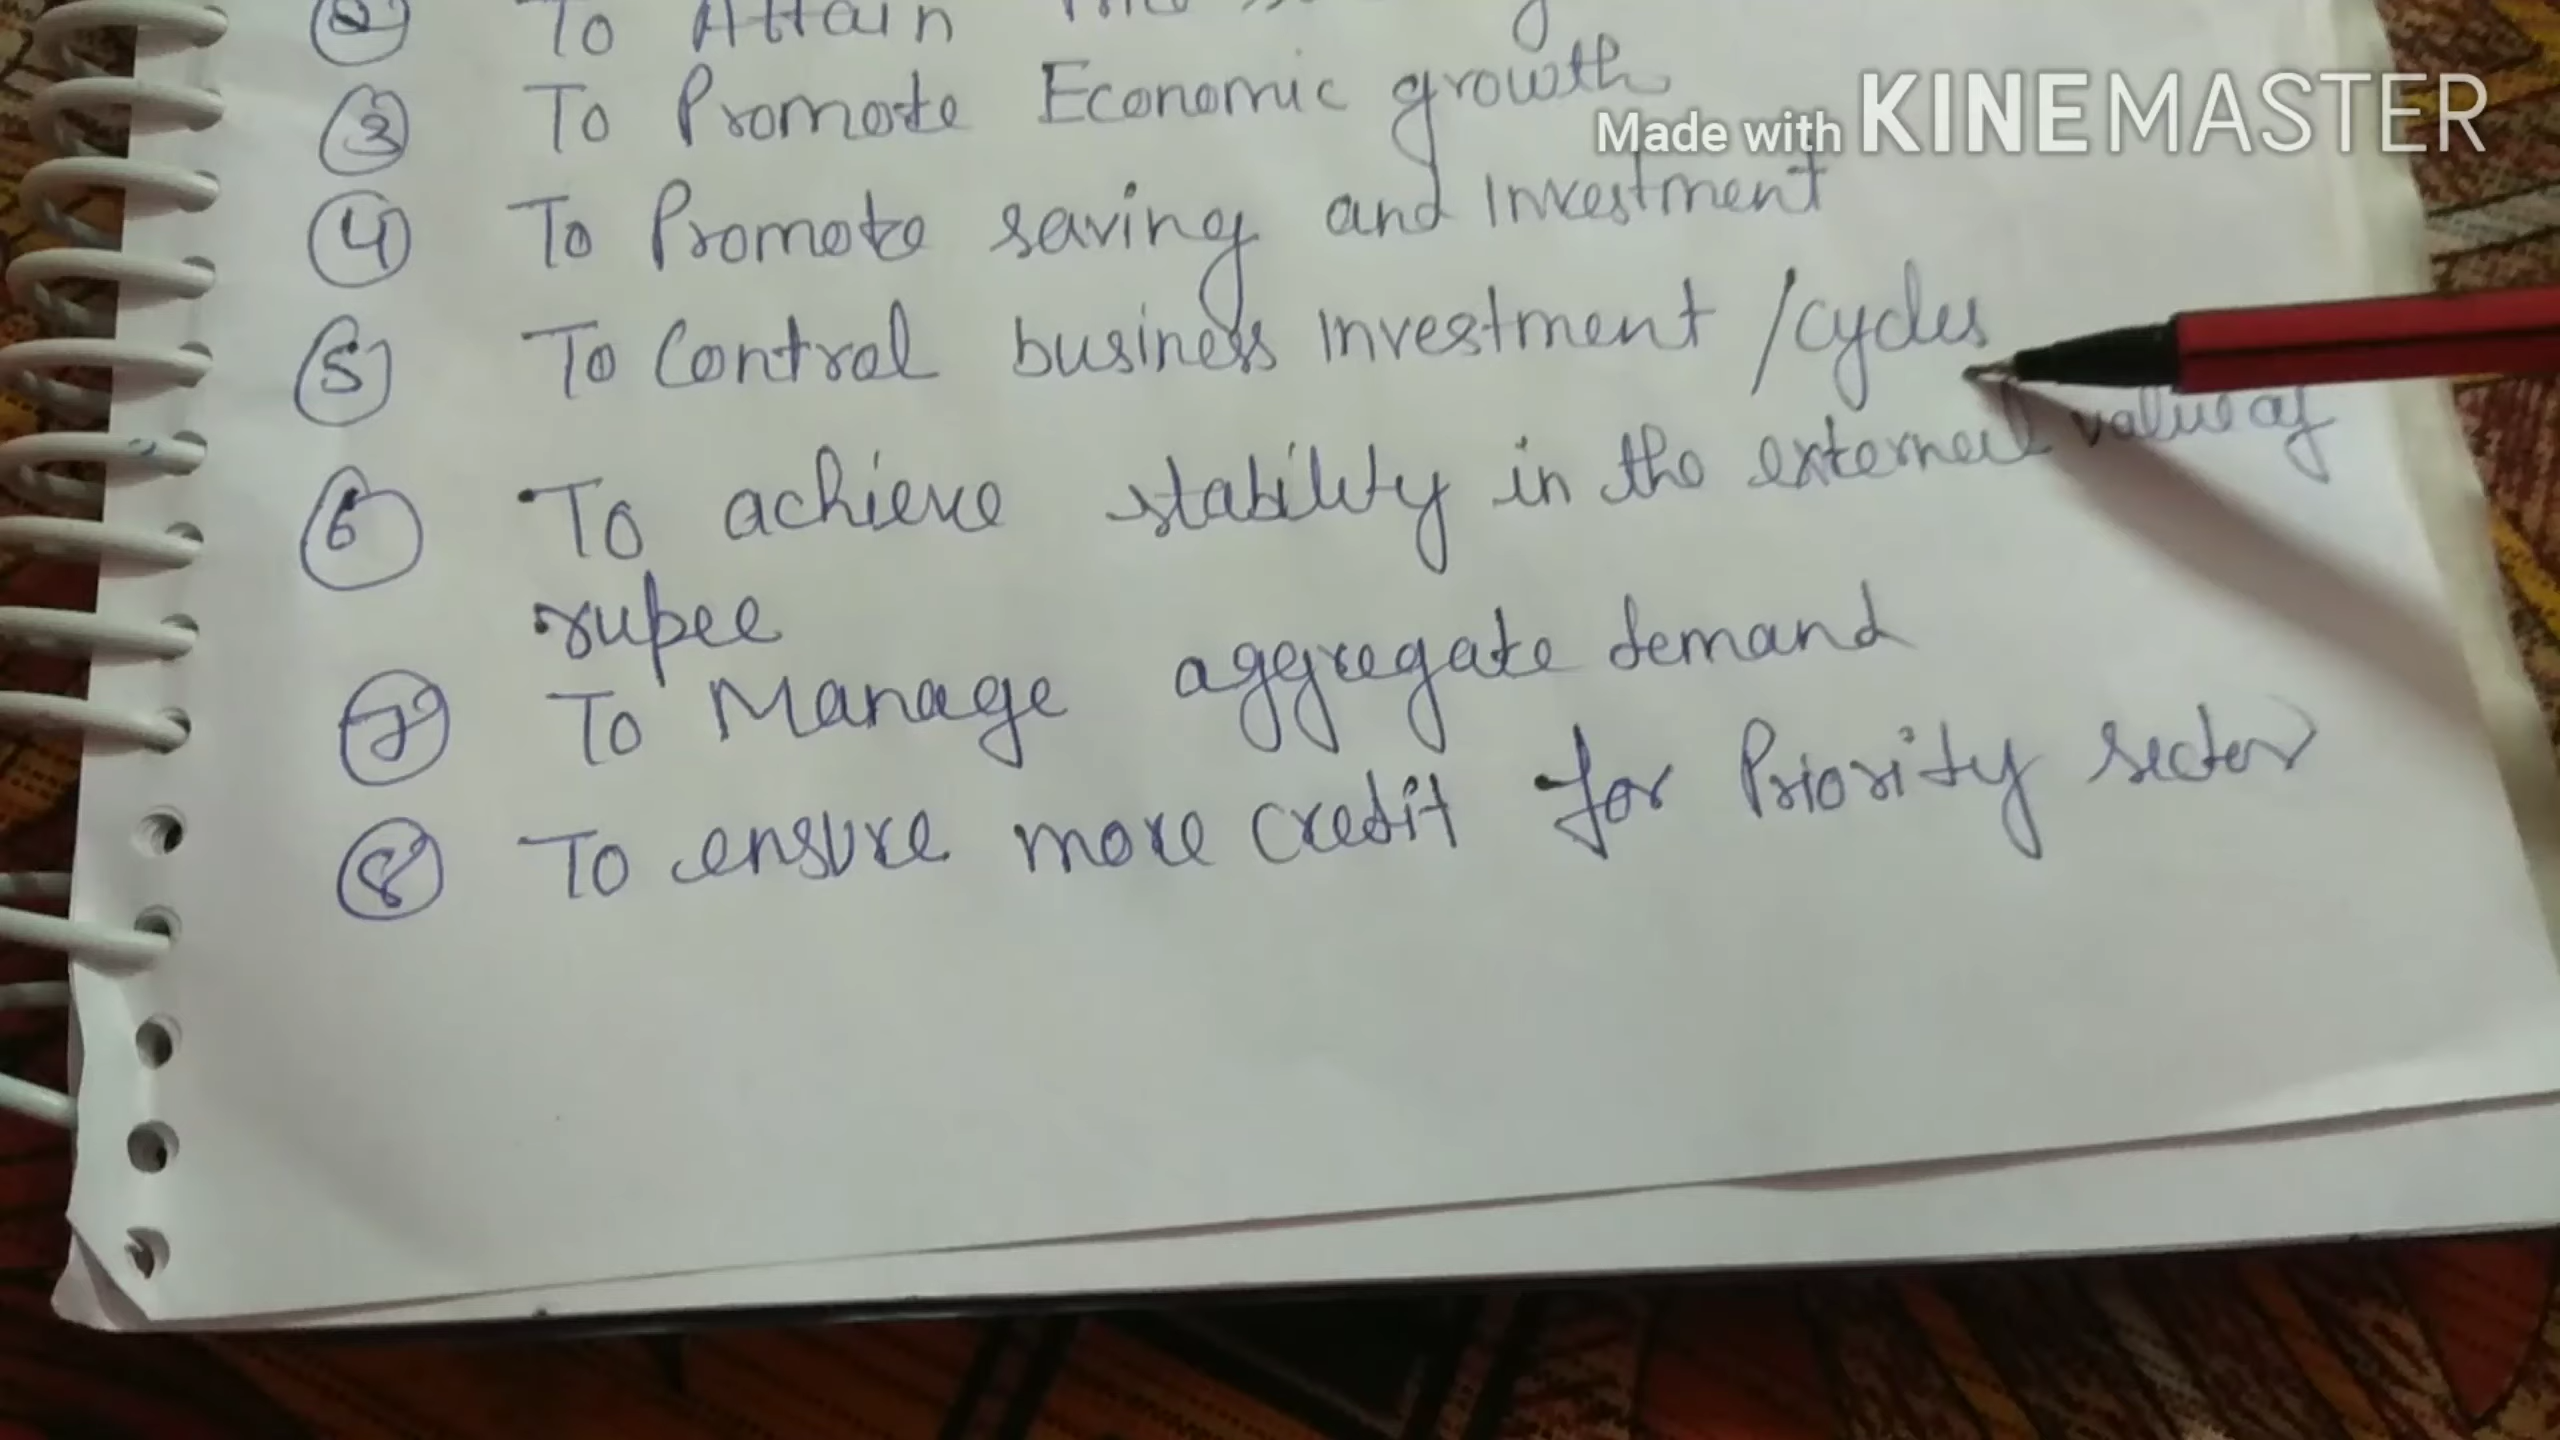 ② To Attain
③ To Promote Economic growth
Made with KINEMASTER
④ To Promote saving and Investment
⑤ To Control business Investment / cycles
⑥ To achieve stability in the external value of
rupee
⑦ To Manage aggregate demand
⑧ To ensure more credit for Priority sector